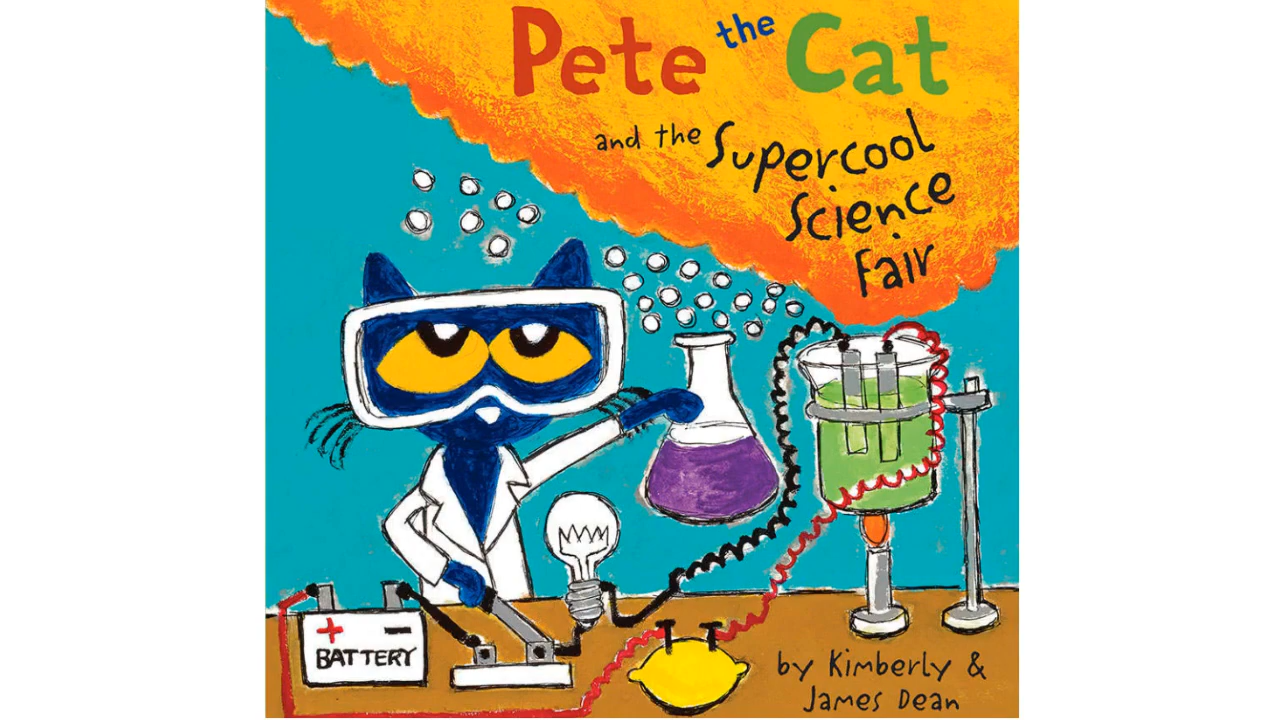 Pete the Cat
and the Supercool
Science
Fair
+ −
BATTERY
by Kimberly &
James Dean